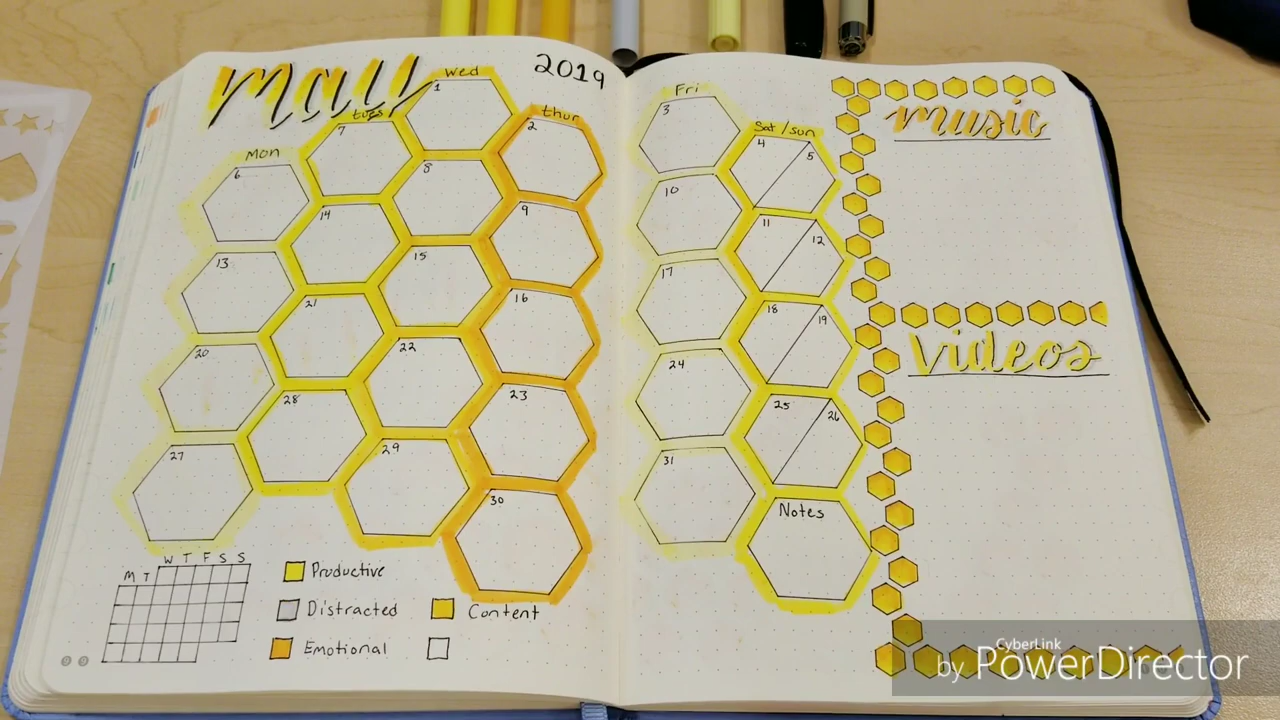 may
2019
Mon
tues
Wed
thur
Fri
Sat/sun
1
2
3
4
5
6
7
8
9
10
11
12
13
14
15
16
17
18
19
20
21
22
23
24
25
26
27
28
29
30
31
Notes
music
videos
M T W T F S S
Productive
Distracted
Content
Emotional
CyberLink
by PowerDirector